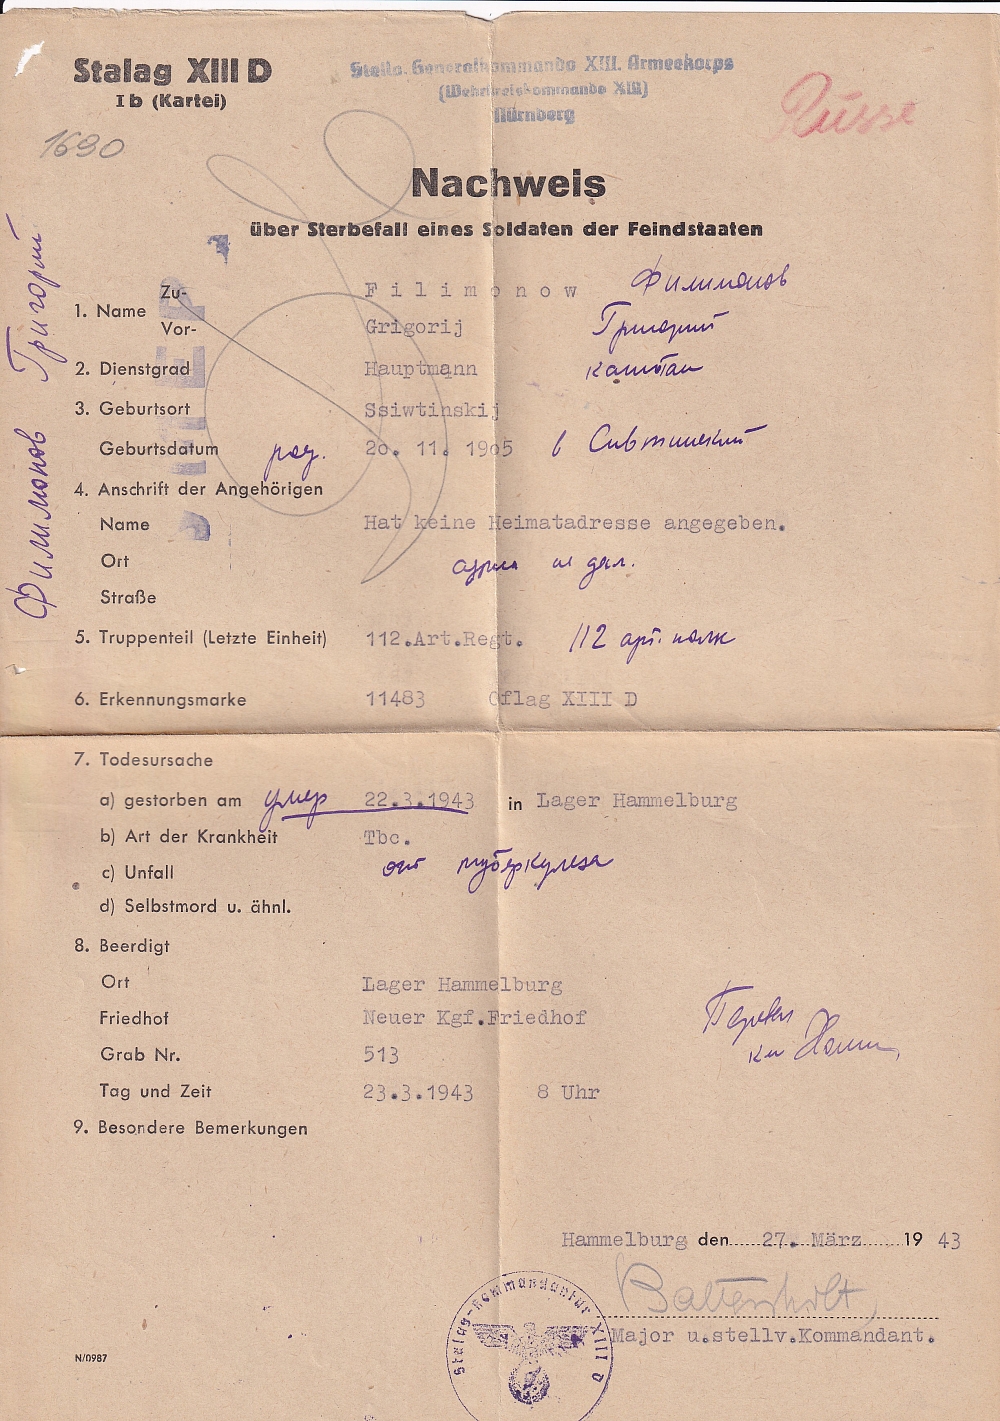 Stalag XIII D
I b (Kartei)
Stellv. Generalkommando XIII. Armeekorps
(Wehrkreiskommando XIII)
Nürnberg
Russe
1690
Nachweis
über Sterbefall eines Soldaten der Feindstaaten
Филимонов Григорий
1. Name Zu- Filimonow Филимонов
Vor- Grigorij Григорий
2. Dienstgrad Hauptmann капитан
3. Geburtsort Ssiwtinskij
Geburtsdatum род. 20. 11. 1905 в Сивтинский
4. Anschrift der Angehörigen
Name Hat keine Heimatadresse angegeben.
Ort
Straße
5. Truppenteil (Letzte Einheit) 112.Art.Regt. 112 арт. полк
6. Erkennungsmarke 11483 Oflag XIII D
7. Todesursache
a) gestorben am умер 22.3.1943 in Lager Hammelburg
b) Art der Krankheit Tbc.
c) Unfall от туберкулеза
d) Selbstmord u. ähnl.
8. Beerdigt
Ort Lager Hammelburg
Friedhof Neuer Kgf.Friedhof
Grab Nr. 513
Tag und Zeit 23.3.1943 8 Uhr
9. Besondere Bemerkungen
Hammelburg den 27. März 19 43
Major u.stellv.Kommandant.
Stalag-Kommandantur XIII D
N/0987